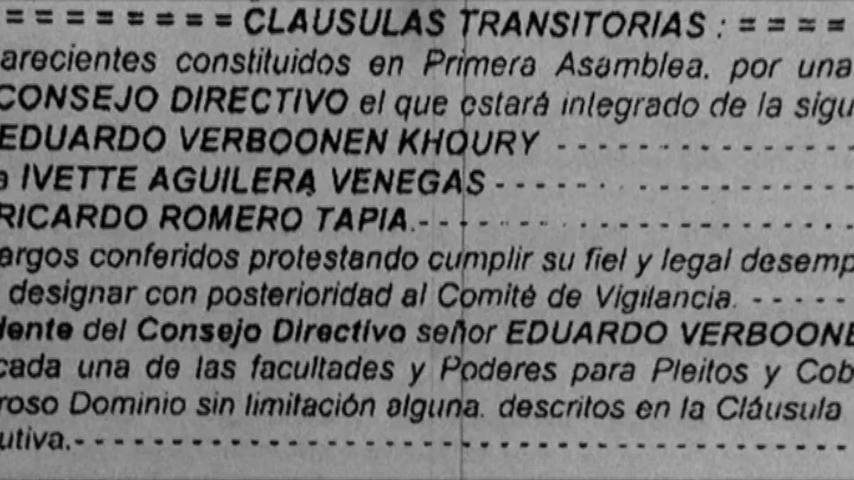 = = = = = = = = CLAUSULAS TRANSITORIAS : = = = =
arecientes constituidos en Primera Asamblea, por una
CONSEJO DIRECTIVO el que estará integrado de la sigu
EDUARDO VERBOONEN KHOURY - - - - - - - - - - - - - - -
a IVETTE AGUILERA VENEGAS - - - - - - - - - - - - - - - - - -
RICARDO ROMERO TAPIA.- - - - - - - - - - - - - - - - - - - - -
argos conferidos protestando cumplir su fiel y legal desemp
designar con posterioridad al Comité de Vigilancia. - - - - -
dente del Consejo Directivo señor EDUARDO VERBOONE
cada una de las facultades y Poderes para Pleitos y Cob
roso Dominio sin limitación alguna. descritos en la Cláusula
utiva.- - - - - - - - - - - - - - - - - - - - - - - - - - - - - - - - - - - - - - - -